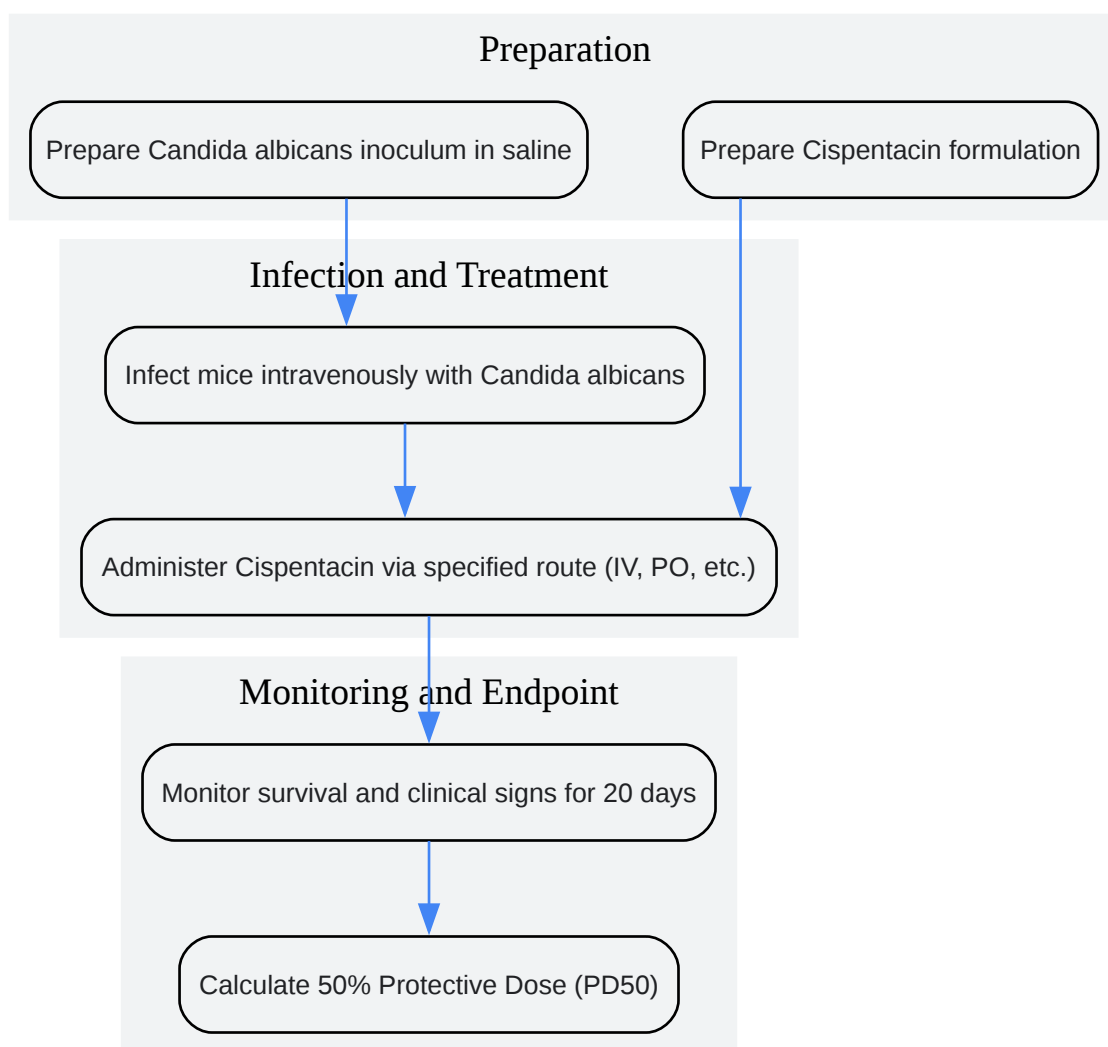 Preparation
Prepare Candida albicans inoculum in saline
Prepare Cispentacin formulation
Infection and Treatment
Infect mice intravenously with Candida albicans
Administer Cispentacin via specified route (IV, PO, etc.)
Monitoring and Endpoint
Monitor survival and clinical signs for 20 days
Calculate 50% Protective Dose (PD50)